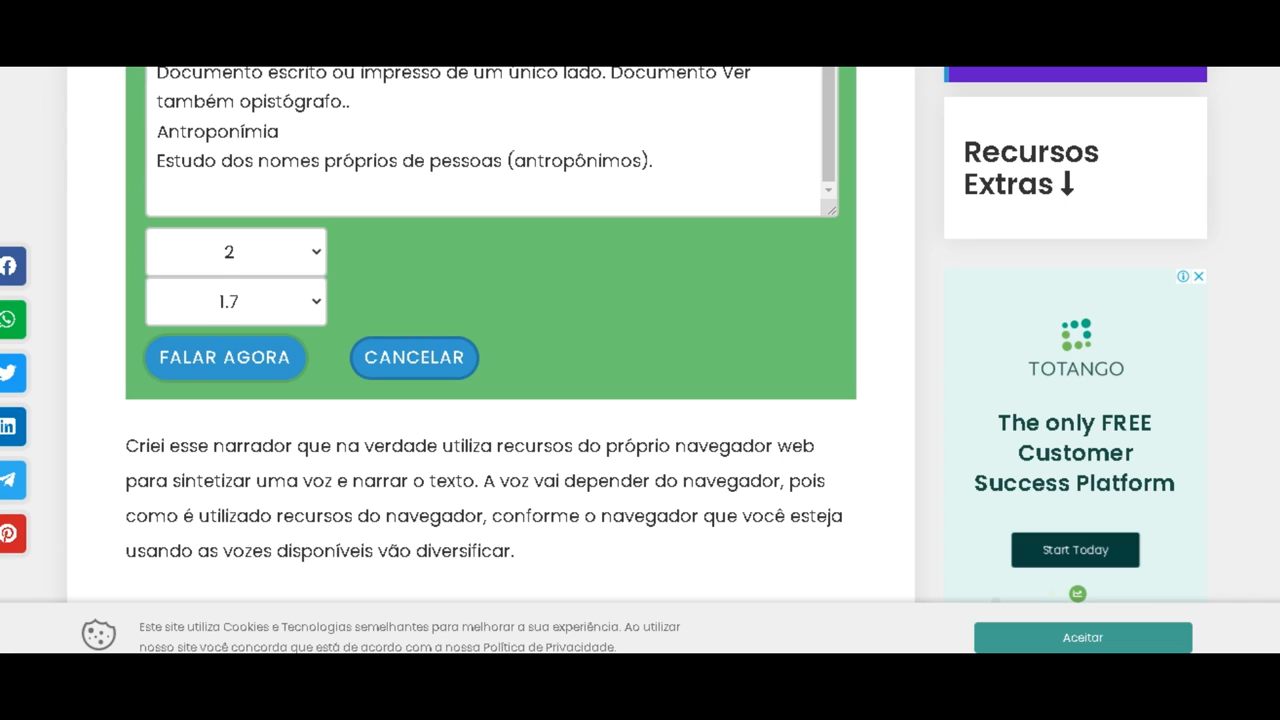 Documento escrito ou impresso de um único lado. Documento Ver
também opistógrafo..
Antroponímia
Estudo dos nomes próprios de pessoas (antropônimos).
2
1.7
FALAR AGORA
CANCELAR
Criei esse narrador que na verdade utiliza recursos do próprio navegador web
para sintetizar uma voz e narrar o texto. A voz vai depender do navegador, pois
como é utilizado recursos do navegador, conforme o navegador que você esteja
usando as vozes disponíveis vão diversificar.
Recursos
Extras
TOTANGO
The only FREE
Customer
Success Platform
Start Today
Este site utiliza Cookies e Tecnologias semelhantes para melhorar a sua experiência. Ao utilizar
nosso site você concorda que está de acordo com a nossa Política de Privacidade.
Aceitar